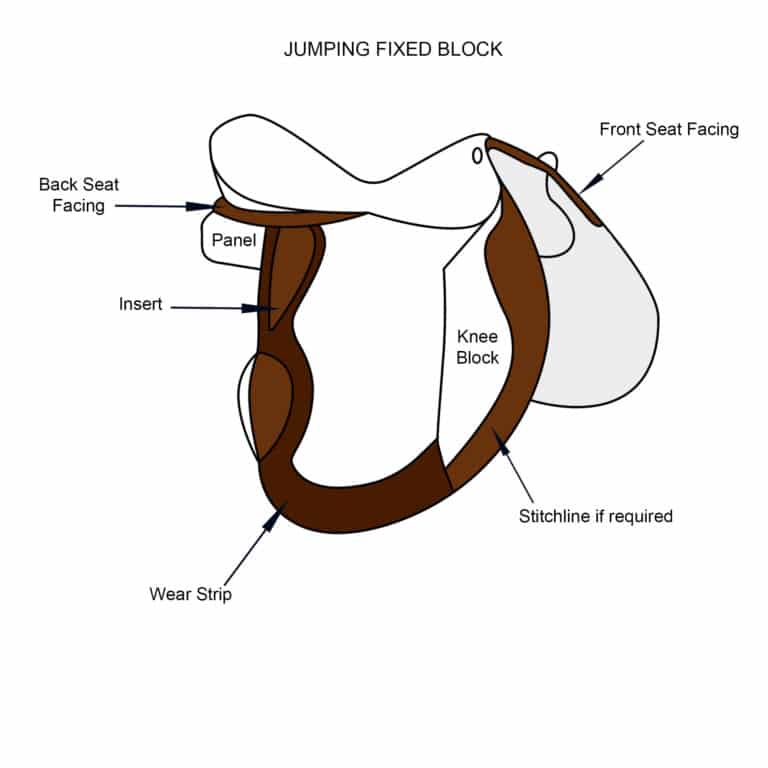 JUMPING FIXED BLOCK
Front Seat Facing
Back Seat
Facing
Panel
Insert
Knee
Block
Stitchline if required
Wear Strip